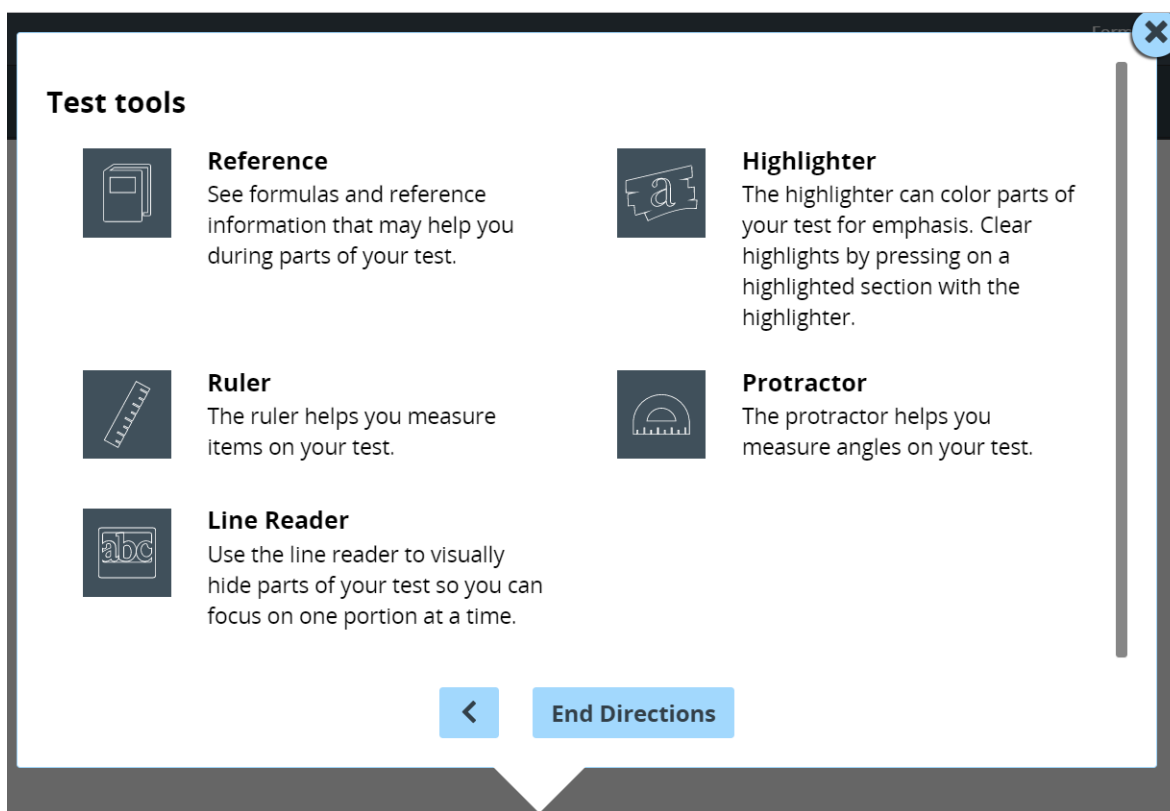 Test tools
Reference
See formulas and reference
information that may help you
during parts of your test.
Highlighter
The highlighter can color parts of
your test for emphasis. Clear
highlights by pressing on a
highlighted section with the
highlighter.
Ruler
The ruler helps you measure
items on your test.
Protractor
The protractor helps you
measure angles on your test.
abc
Line Reader
Use the line reader to visually
hide parts of your test so you can
focus on one portion at a time.
End Directions